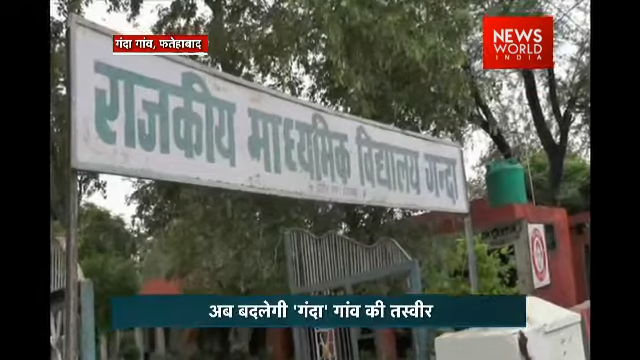 गंदा गांव, फतेहाबाद
NEWS
WORLD
INDIA
राजकीय माध्यमिक विद्यालय गन्दा
अब बदलेगी 'गंदा' गांव की तस्वीर